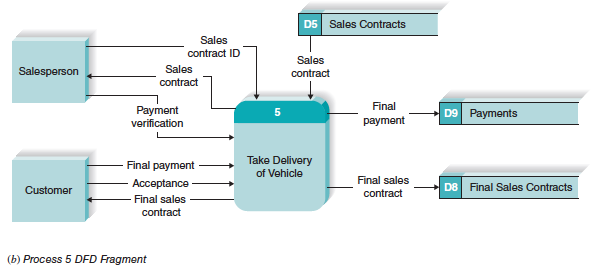 D5 Sales Contracts
Sales
contract ID
Salesperson
Sales
contract
Sales
contract
Payment
verification
5
Final
payment
D9 Payments
Take Delivery
of Vehicle
Final payment
Customer
Acceptance
Final sales
contract
Final sales
contract
D8 Final Sales Contracts
(b) Process 5 DFD Fragment